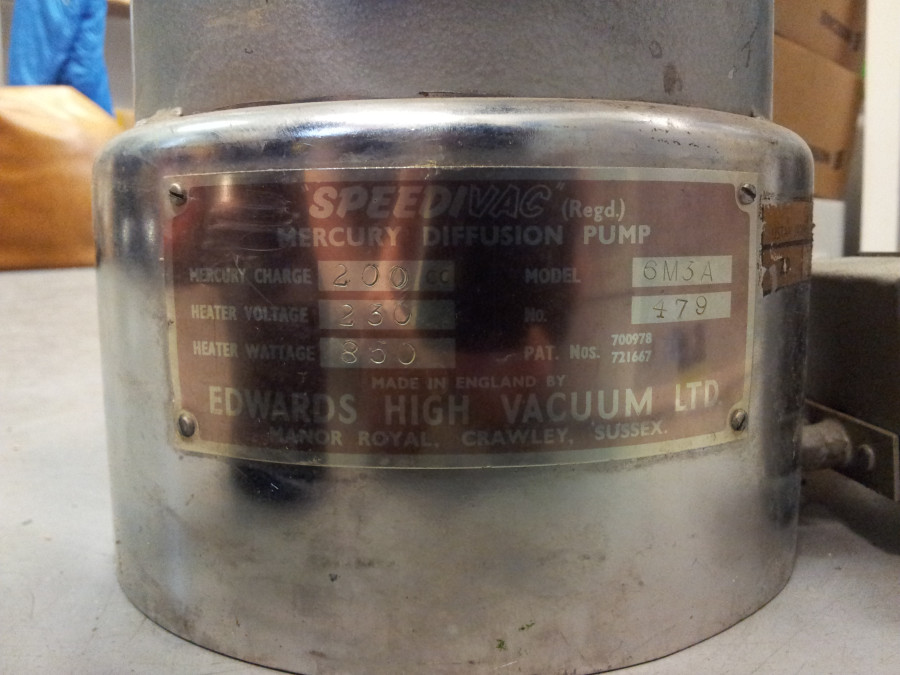 "SPEEDIVAC" (Regd.)
MERCURY DIFFUSION PUMP
MERCURY CHARGE 200 CC MODEL 6M3A
HEATER VOLTAGE 230 No. 479
HEATER WATTAGE 850 PAT. Nos. 700978
721667
MADE IN ENGLAND BY
EDWARDS HIGH VACUUM LTD.
MANOR ROYAL, CRAWLEY, SUSSEX.